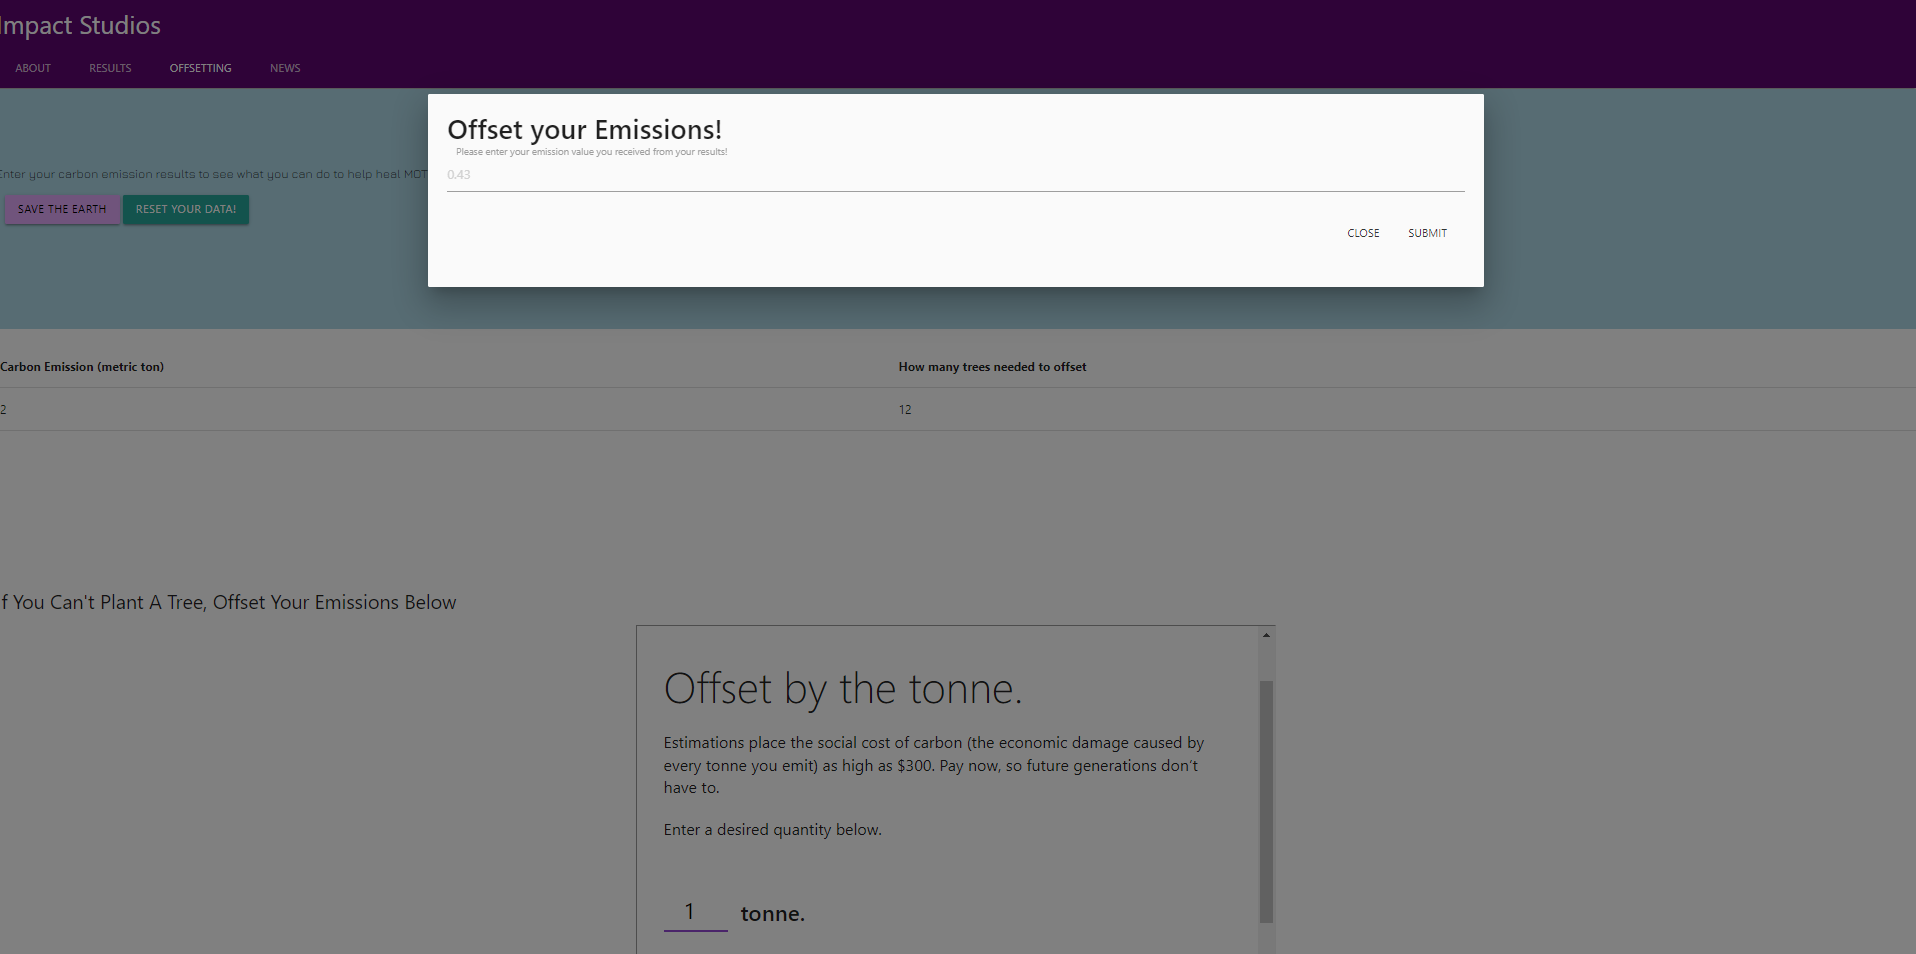 Impact Studios
ABOUT RESULTS OFFSETTING NEWS
Offset your Emissions!
Please enter your emission value you received from your results!
0.43
Enter your carbon emission results to see what you can do to help heal MOT
SAVE THE EARTH RESET YOUR DATA!
CLOSE SUBMIT
Carbon Emission (metric ton) How many trees needed to offset
2 12
f You Can't Plant A Tree, Offset Your Emissions Below
Offset by the tonne.
Estimations place the social cost of carbon (the economic damage caused by
every tonne you emit) as high as $300. Pay now, so future generations don't
have to.
Enter a desired quantity below.
1 tonne.